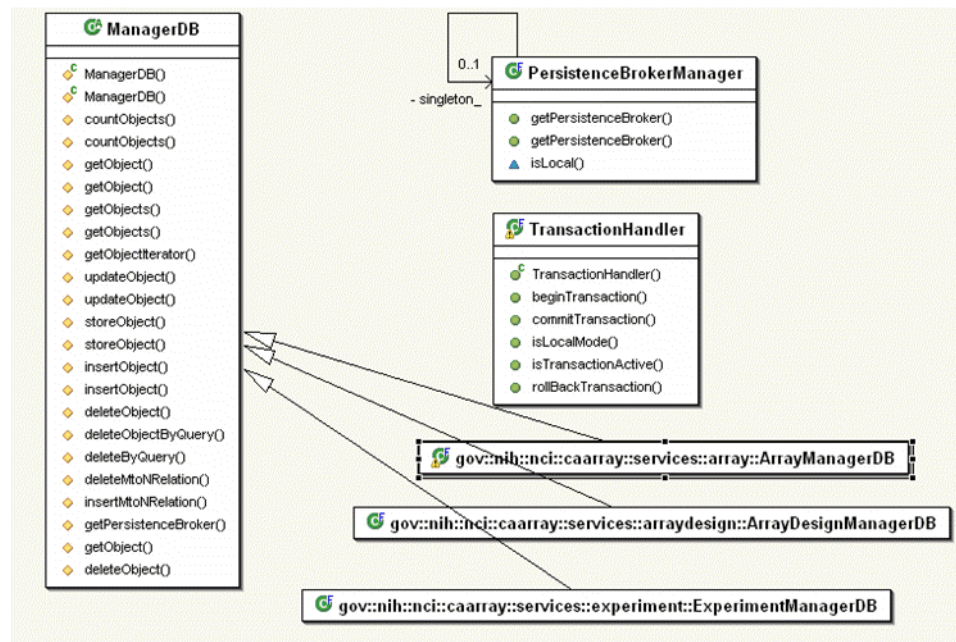 ManagerDB
ManagerDB()
ManagerDB()
countObjects()
countObjects()
getObject()
getObject()
getObjects()
getObjects()
getObjectIterator()
updateObject()
updateObject()
storeObject()
storeObject()
insertObject()
insertObject()
deleteObject()
deleteObjectByQuery()
deleteByQuery()
deleteMtoNRelation()
insertMtoNRelation()
getPersistenceBroker()
getObject()
deleteObject()
0..1
- singleton_
PersistenceBrokerManager
getPersistenceBroker()
getPersistenceBroker()
isLocal()
TransactionHandler
TransactionHandler()
beginTransaction()
commitTransaction()
isLocalMode()
isTransactionActive()
rollBackTransaction()
gov::nih::nci::caarray::services::array::ArrayManagerDB
gov::nih::nci::caarray::services::arraydesign::ArrayDesignManagerDB
gov::nih::nci::caarray::services::experiment::ExperimentManagerDB